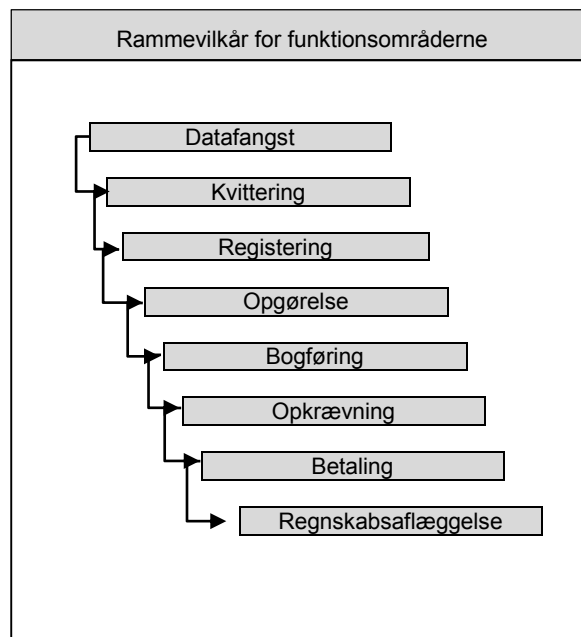 Rammevilkår for funktionsområderne
Datafangst
Kvittering
Registering
Opgørelse
Bogføring
Opkrævning
Betaling
Regnskabsaflæggelse